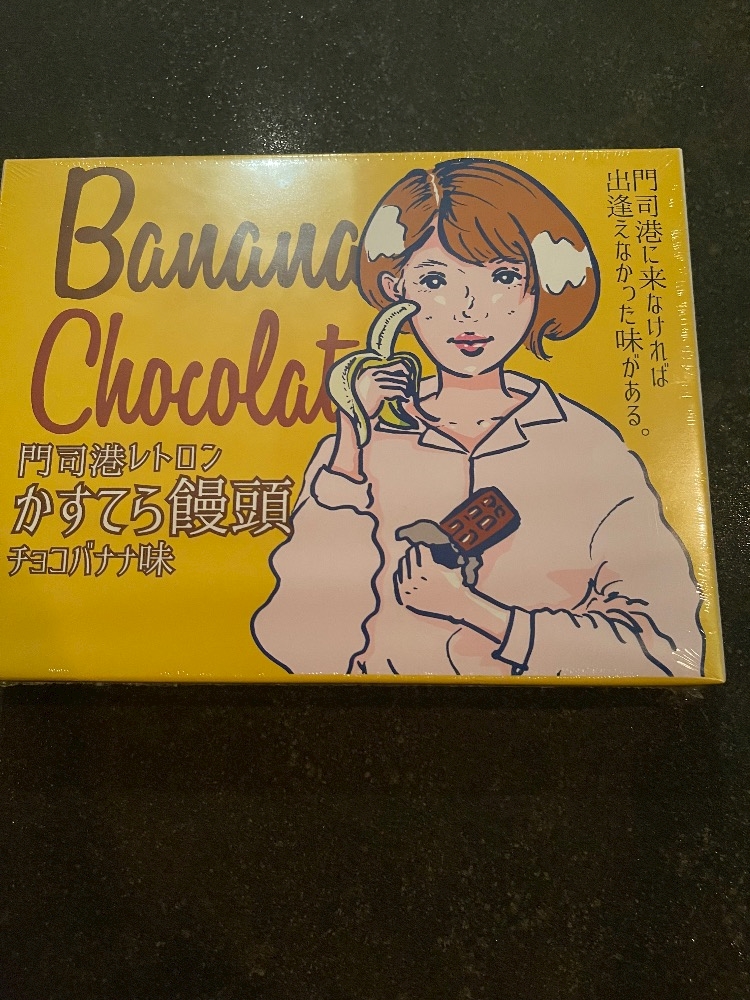 Banana
Chocolat
門司港レトロン
かすてら饅頭
チョコバナナ味
門司港に来なければ
出逢えなかった味がある。